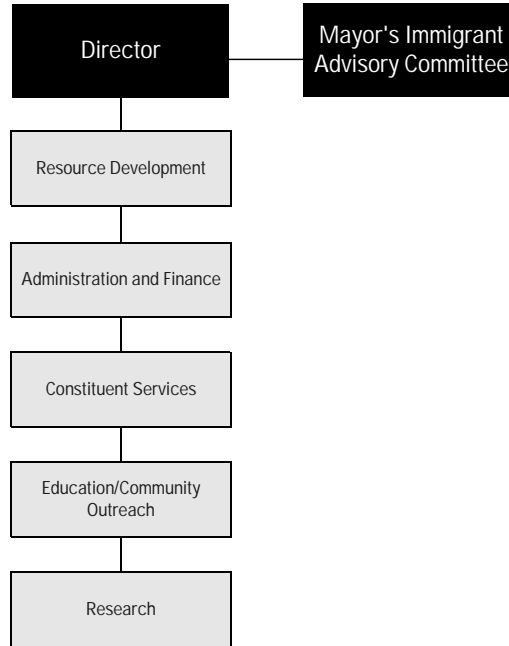 Director
Mayor's Immigrant
Advisory Committee
Resource Development
Administration and Finance
Constituent Services
Education/Community
Outreach
Research